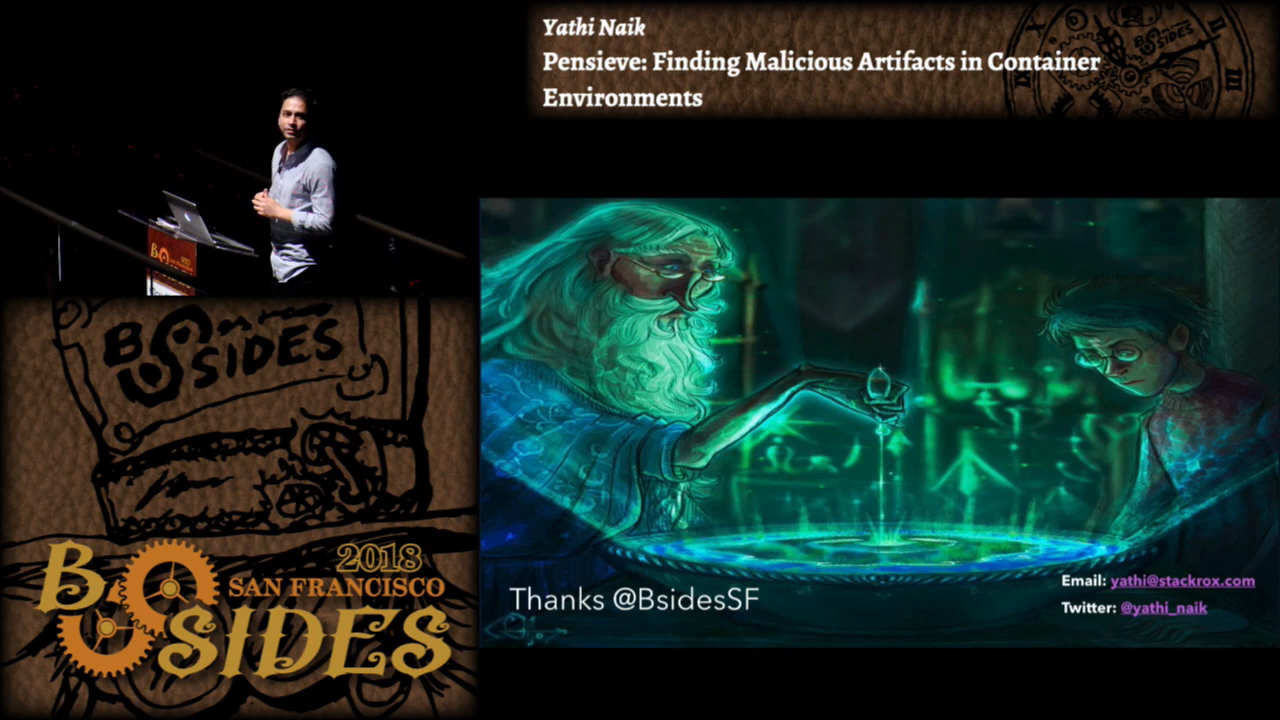 Yathi Naik
Pensieve: Finding Malicious Artifacts in Container
Environments
BSIDES
BSIDES
Thanks @BsidesSF
Email: yathi@stackrox.com
Twitter: @yathi_naik
2018
SAN FRANCISCO
BSIDES